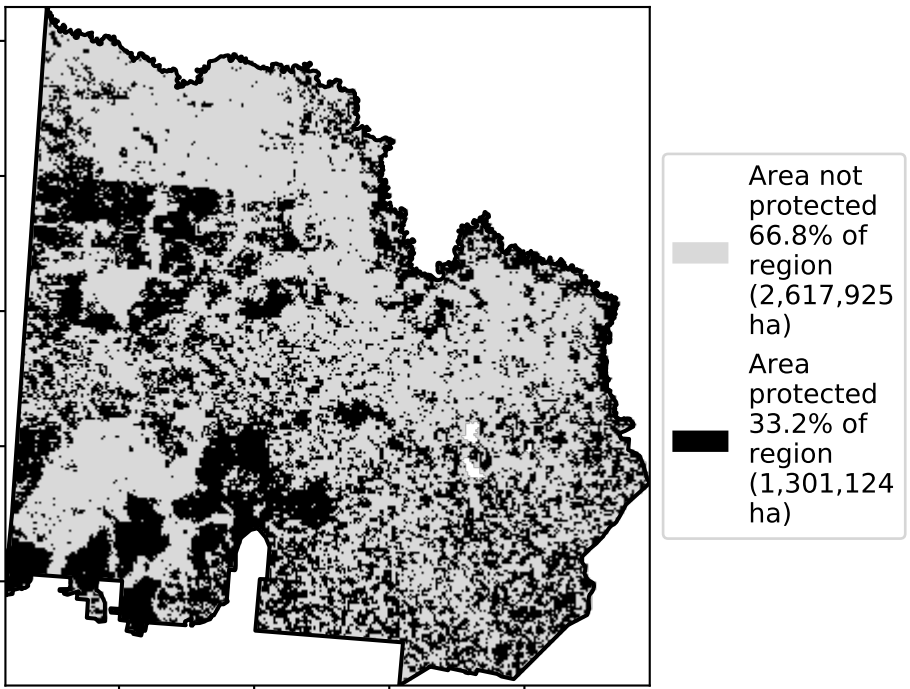 Area not
protected
66.8% of
region
(2,617,925
ha)
Area
protected
33.2% of
region
(1,301,124
ha)